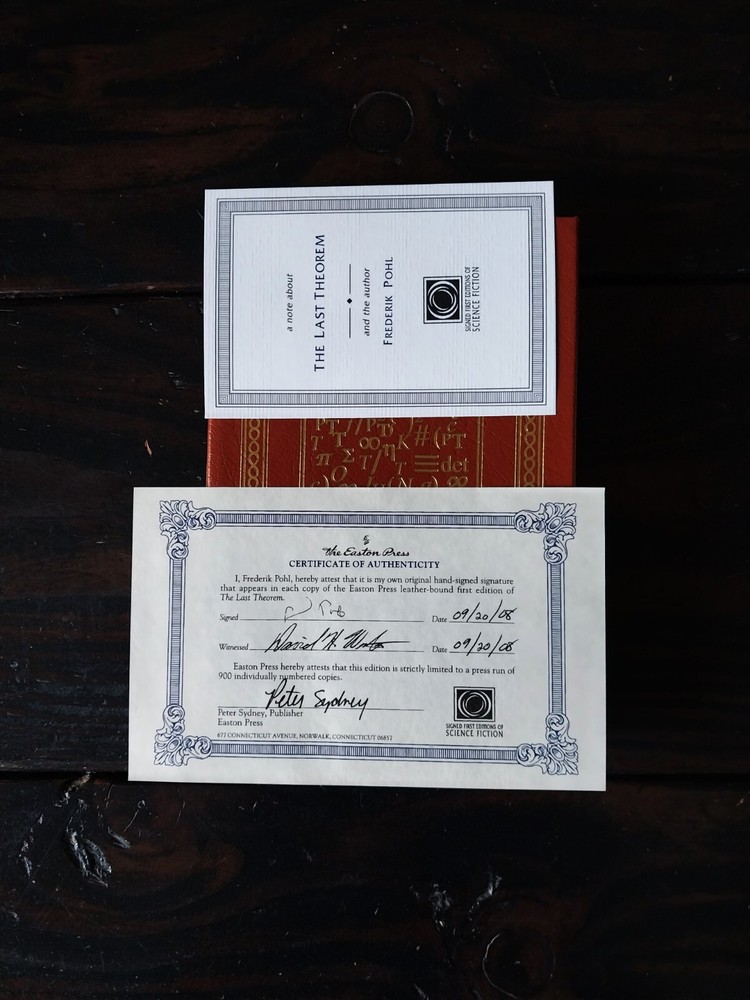 a note about
THE LAST THEOREM
and the author
FREDERIK POHL
SIGNED FIRST EDITIONS OF
SCIENCE FICTION
The Easton Press
CERTIFICATE OF AUTHENTICITY
I, Frederik Pohl, hereby attest that it is my own original hand-signed signature
that appears in each copy of the Easton Press leather-bound first edition of
The Last Theorem.
Signed Date 09/20/08
Witnessed David H. Date 09/20/08
Easton Press hereby attests that this edition is strictly limited to a press run of
900 individually numbered copies.
Peter Sydney
Peter Sydney, Publisher
Easton Press
SIGNED FIRST EDITIONS OF
SCIENCE FICTION
677 CONNECTICUT AVENUE, NORWALK, CONNECTICUT 06857